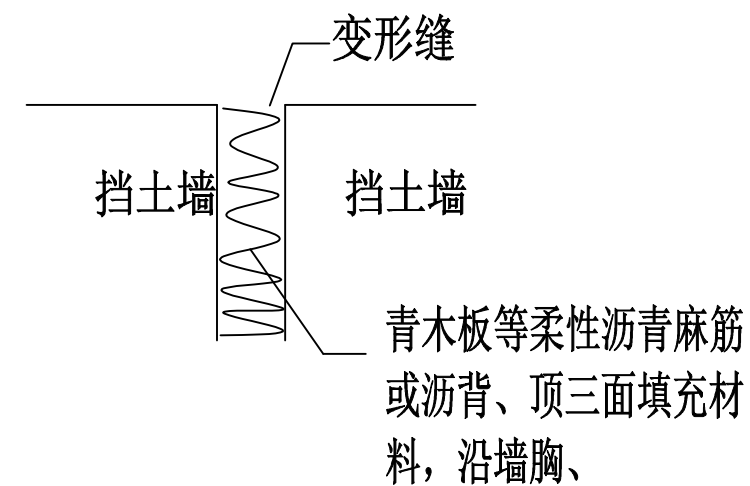 变形缝
挡土墙
挡土墙
青木板等柔性沥青麻筋
或沥背、顶三面填充材
料，沿墙胸、